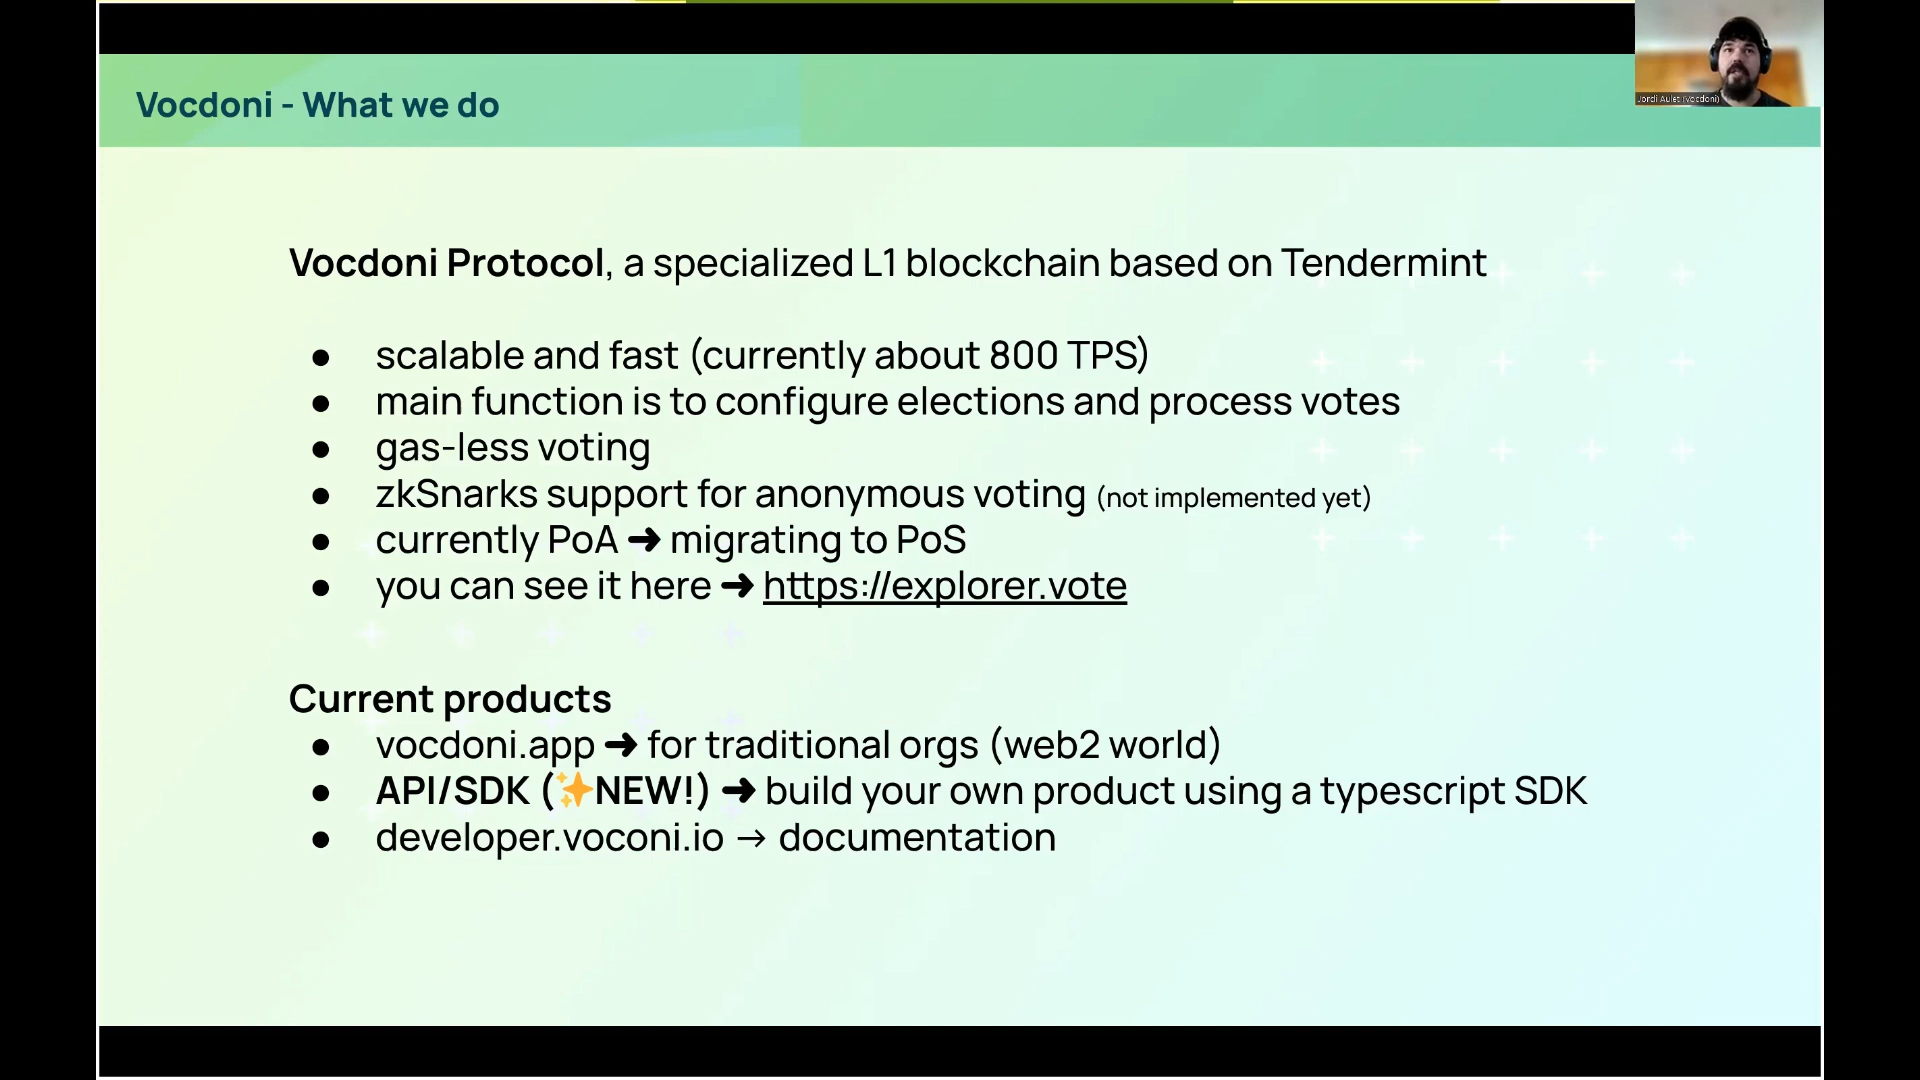 Vocdoni - What we do
Jordi Aulet (Vocdoni)
Vocdoni Protocol, a specialized L1 blockchain based on Tendermint
● scalable and fast (currently about 800 TPS)
● main function is to configure elections and process votes
● gas-less voting
● zkSnarks support for anonymous voting (not implemented yet)
● currently PoA ➜ migrating to PoS
● you can see it here ➜ https://explorer.vote
Current products
● vocdoni.app ➜ for traditional orgs (web2 world)
● API/SDK (✨NEW!) ➜ build your own product using a typescript SDK
● developer.voconi.io → documentation